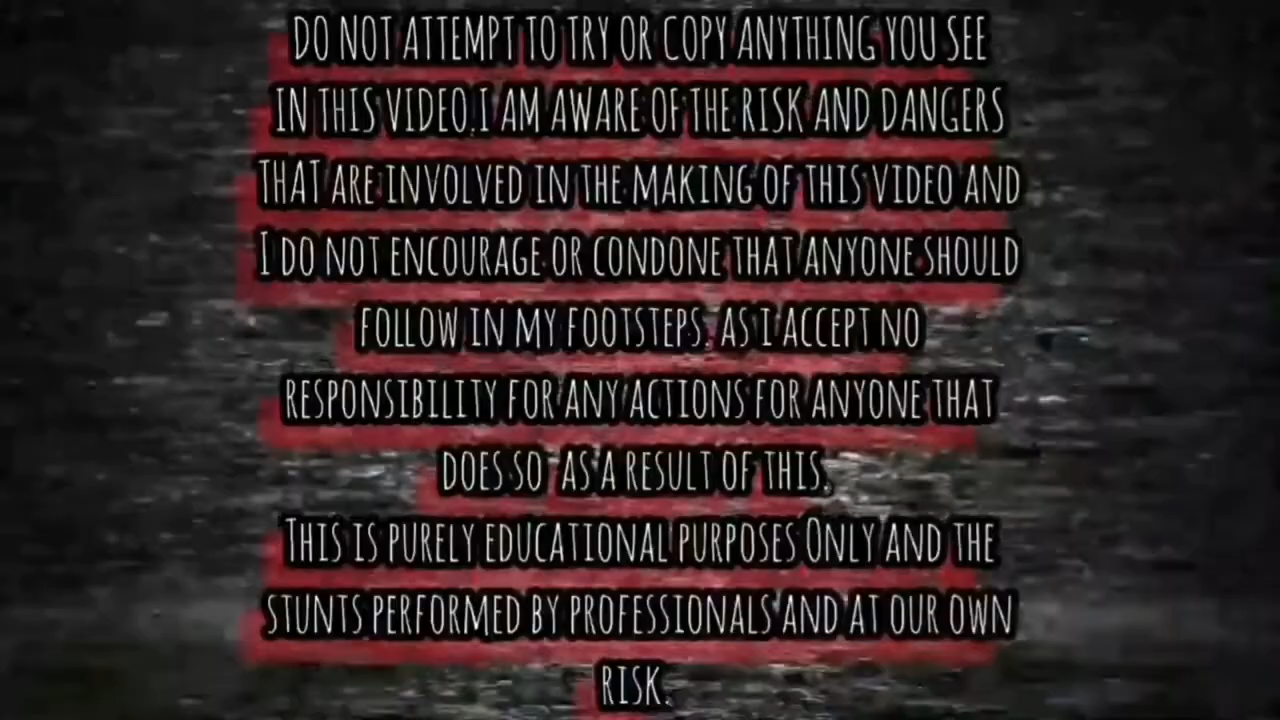 DO NOT ATTEMPT TO TRY OR COPY ANYTHING YOU SEE
IN THIS VIDEO,I AM AWARE OF THE RISK AND DANGERS
THAT ARE INVOLVED IN THE MAKING OF THIS VIDEO AND
I DO NOT ENCOURAGE OR CONDONE THAT ANYONE SHOULD
FOLLOW IN MY FOOTSTEPS, AS I ACCEPT NO
RESPONSIBILITY FOR ANY ACTIONS FOR ANYONE THAT
DOES SO AS A RESULT OF THIS.
THIS IS PURELY EDUCATIONAL PURPOSES ONLY AND THE
STUNTS PERFORMED BY PROFESSIONALS AND AT OUR OWN
RISK.